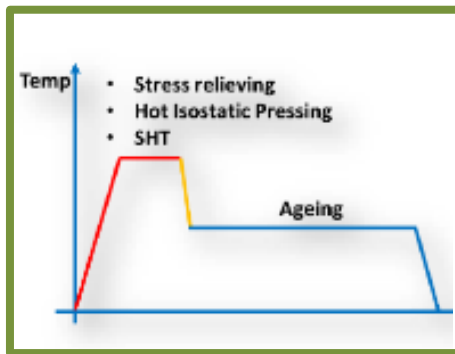 Temp
• Stress relieving
• Hot Isostatic Pressing
• SHT
Ageing